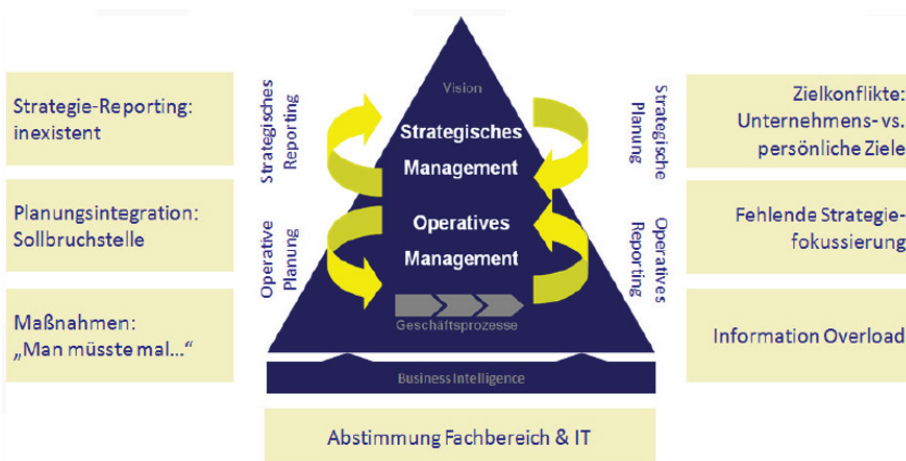 Strategie-Reporting:
inexistent
Planungsintegration:
Sollbruchstelle
Maßnahmen:
„Man müsste mal...“
Strategisches
Reporting
Operative
Planung
Vision
Strategisches
Management
Operatives
Management
Geschäftsprozesse
Business Intelligence
Strategische
Planung
Operatives
Reporting
Zielkonflikte:
Unternehmens- vs.
persönliche Ziele
Fehlende Strategie-
fokussierung
Information Overload
Abstimmung Fachbereich & IT